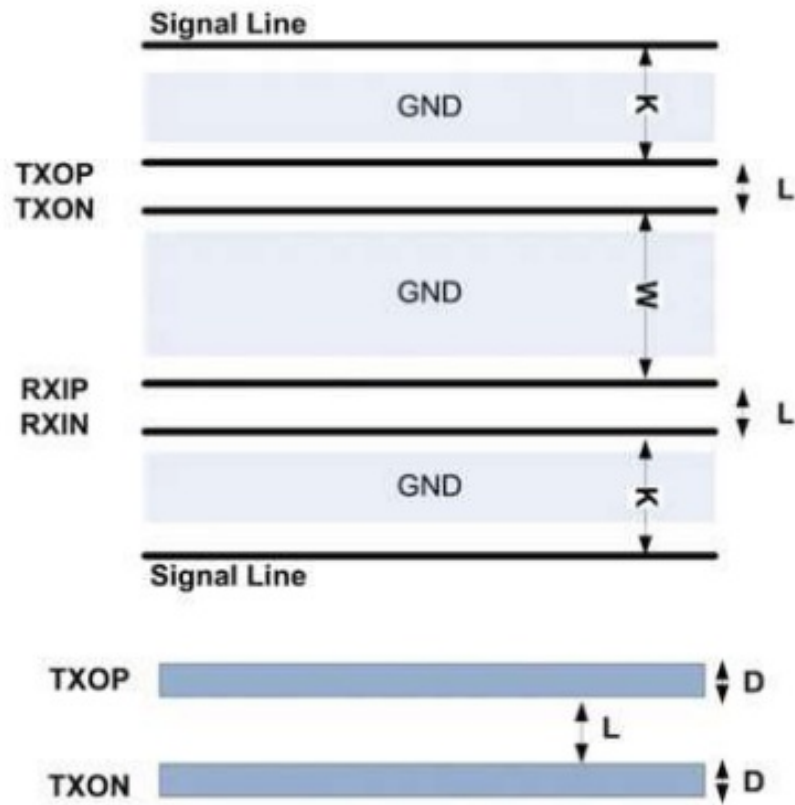 Signal Line
GND
K
TXOP
L
TXON
GND
W
RXIP
L
RXIN
GND
K
Signal Line
TXOP
D
L
TXON
D